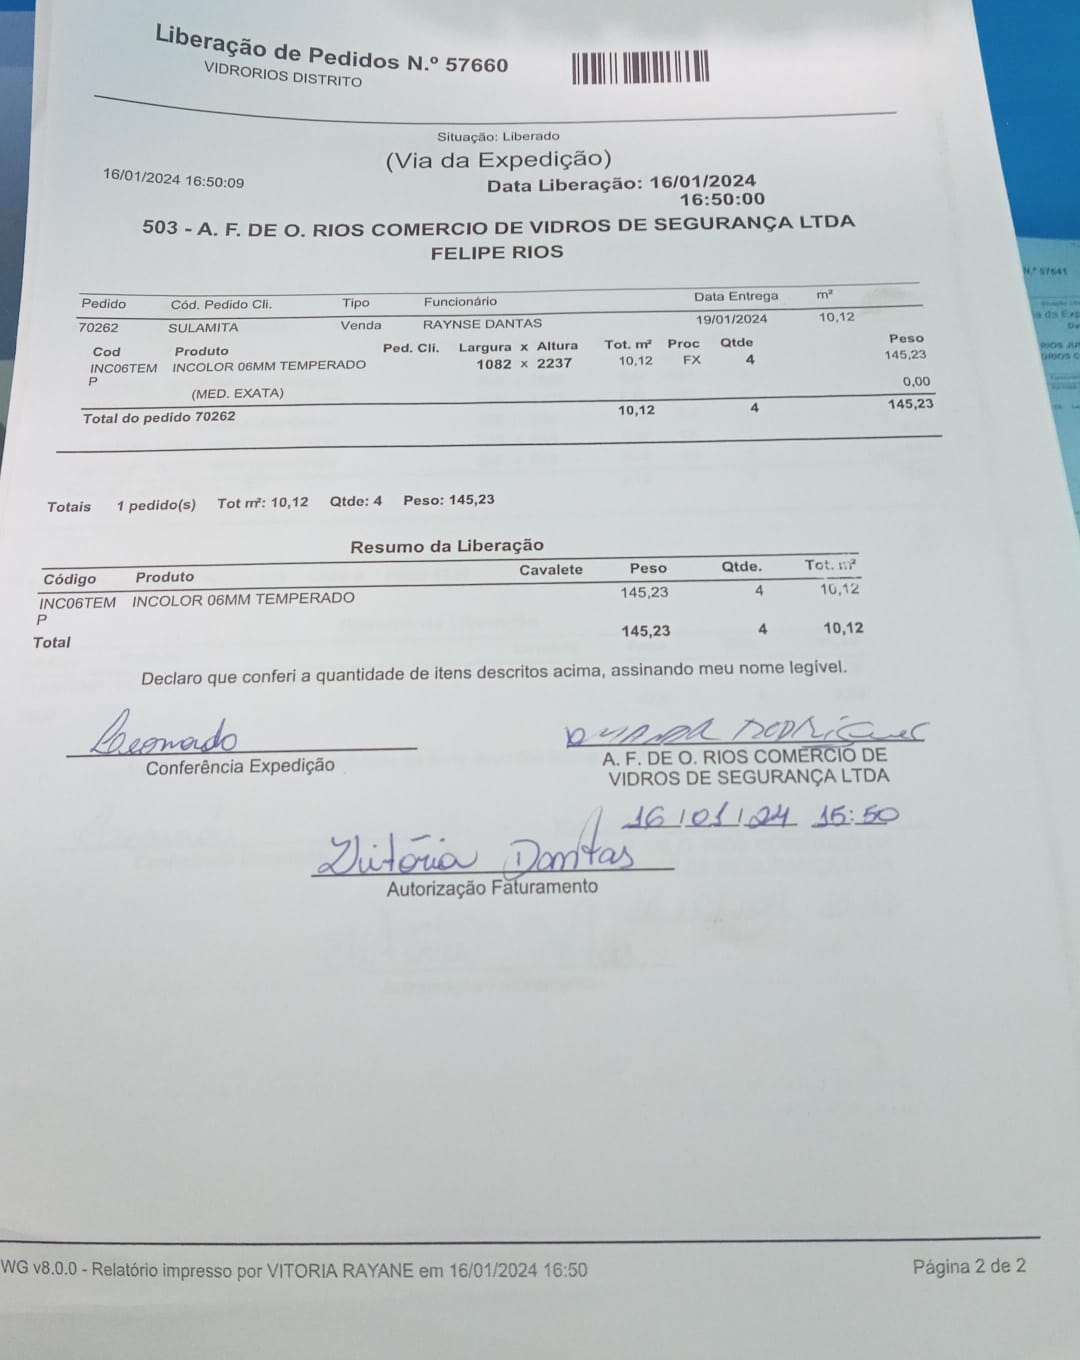 Liberação de Pedidos N.º 57660
VIDRORIOS DISTRITO
Situação: Liberado
(Via da Expedição)
16/01/2024 16:50:09
Data Liberação: 16/01/2024
16:50:00
503 - A. F. DE O. RIOS COMERCIO DE VIDROS DE SEGURANÇA LTDA
FELIPE RIOS
Pedido Cód. Pedido Cli. Tipo Funcionário Data Entrega m²
70262 SULAMITA Venda RAYNSE DANTAS 19/01/2024 10,12
Cod Produto Ped. Cli. Largura x Altura Tot. m² Proc Qtde Peso
INC06TEM INCOLOR 06MM TEMPERADO 1082 x 2237 10,12 FX 4 145,23
P
(MED. EXATA) 0,00
Total do pedido 70262 10,12 4 145,23
Totais 1 pedido(s) Tot m²: 10,12 Qtde: 4 Peso: 145,23
Resumo da Liberação
Código Produto Cavalete Peso Qtde. Tot. m²
INC06TEM INCOLOR 06MM TEMPERADO 145,23 4 10,12
P
Total 145,23 4 10,12
Declaro que conferi a quantidade de itens descritos acima, assinando meu nome legível.
Leonardo
Conferência Expedição
Rodrigues
A. F. DE O. RIOS COMERCIO DE
VIDROS DE SEGURANÇA LTDA
16/01/24 15:50
Vitória Dantas
Autorização Faturamento
WG v8.0.0 - Relatório impresso por VITORIA RAYANE em 16/01/2024 16:50
Página 2 de 2
N.º 57641